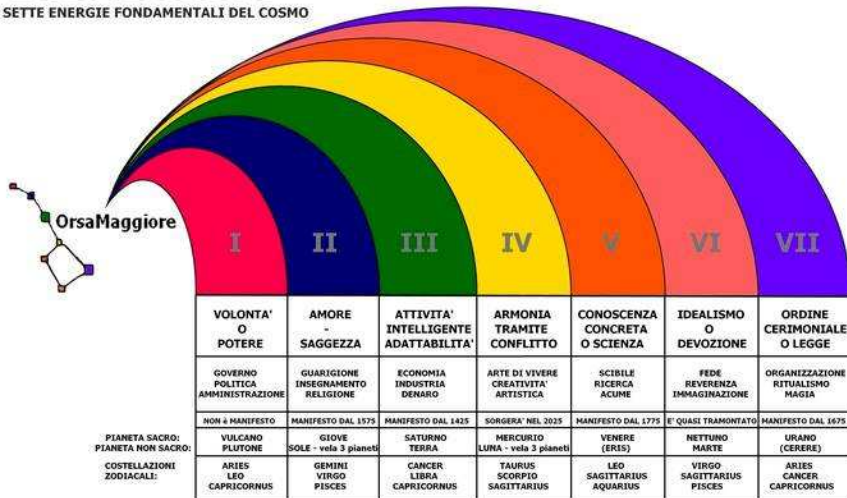 SETTE ENERGIE FONDAMENTALI DEL COSMO
OrsaMaggiore
I II III IV V VI VII
VOLONTA' AMORE ATTIVITA' ARMONIA CONOSCENZA IDEALISMO ORDINE
O - INTELLIGENTE TRAMITE CONCRETA O CERIMONIALE
POTERE SAGGEZZA ADATTABILITA' CONFLITTO O SCIENZA DEVOZIONE O LEGGE
GOVERNO GUARIGIONE ECONOMIA ARTE DI VIVERE SCIBILE FEDE ORGANIZZAZIONE
POLITICA INSEGNAMENTO INDUSTRIA CREATIVITA' RICERCA REVERENZA RITUALISMO
AMMINISTRAZIONE RELIGIONE DENARO ARTISTICA ACUME IMMAGINAZIONE MAGIA
NON è MANIFESTO MANIFESTO DAL 1575 MANIFESTO DAL 1425 SORGERA' NEL 2025 MANIFESTO DAL 1775 E' QUASI TRAMONTATO MANIFESTO DAL 1675
PIANETA SACRO: VULCANO GIOVE SATURNO MERCURIO VENERE NETTUNO URANO
PIANETA NON SACRO: PLUTONE SOLE - vela 3 pianeti TERRA LUNA - vela 3 pianeti (ERIS) MARTE (CERERE)
COSTELLAZIONI ARIES GEMINI CANCER TAURUS LEO VIRGO ARIES
ZODIACALI: LEO VIRGO LIBRA SCORPIO SAGITTARIUS SAGITTARIUS CANCER
CAPRICORNUS PISCES CAPRICORNUS SAGITTARIUS AQUARIUS PISCES CAPRICORNUS